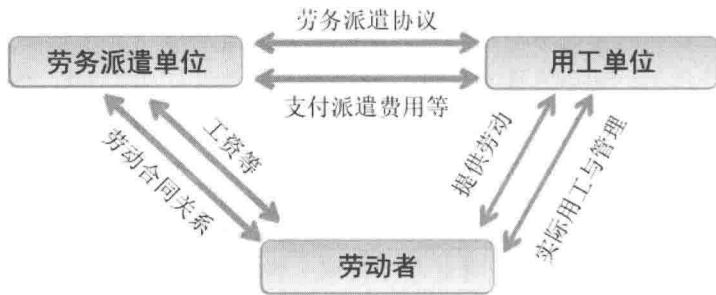 劳务派遣协议
劳务派遣单位
用工单位
支付派遣费用等
工资等
劳动合同关系
提供劳动
实际用工与管理
劳动者